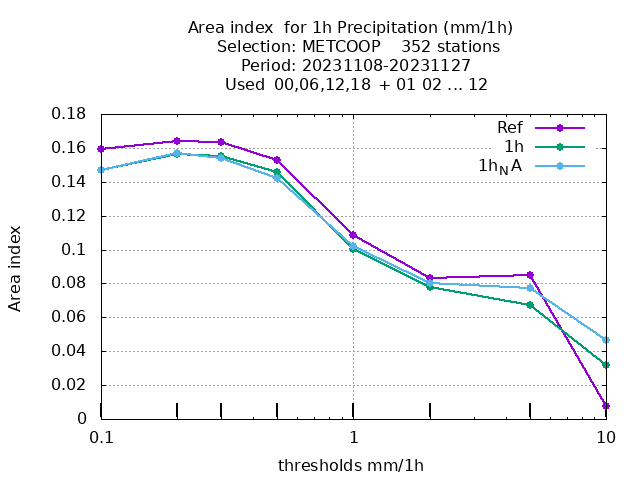 Area index  for 1h Precipitation (mm/1h)
Selection: METCOOP    352 stations
Period: 20231108-20231127
Used  00,06,12,18  + 01 02 ... 12
0.18
0.16
0.14
0.12
0.1
0.08
0.06
0.04
0.02
0
Area index
Ref
1h
1hNA
0.1
1
10
thresholds mm/1h